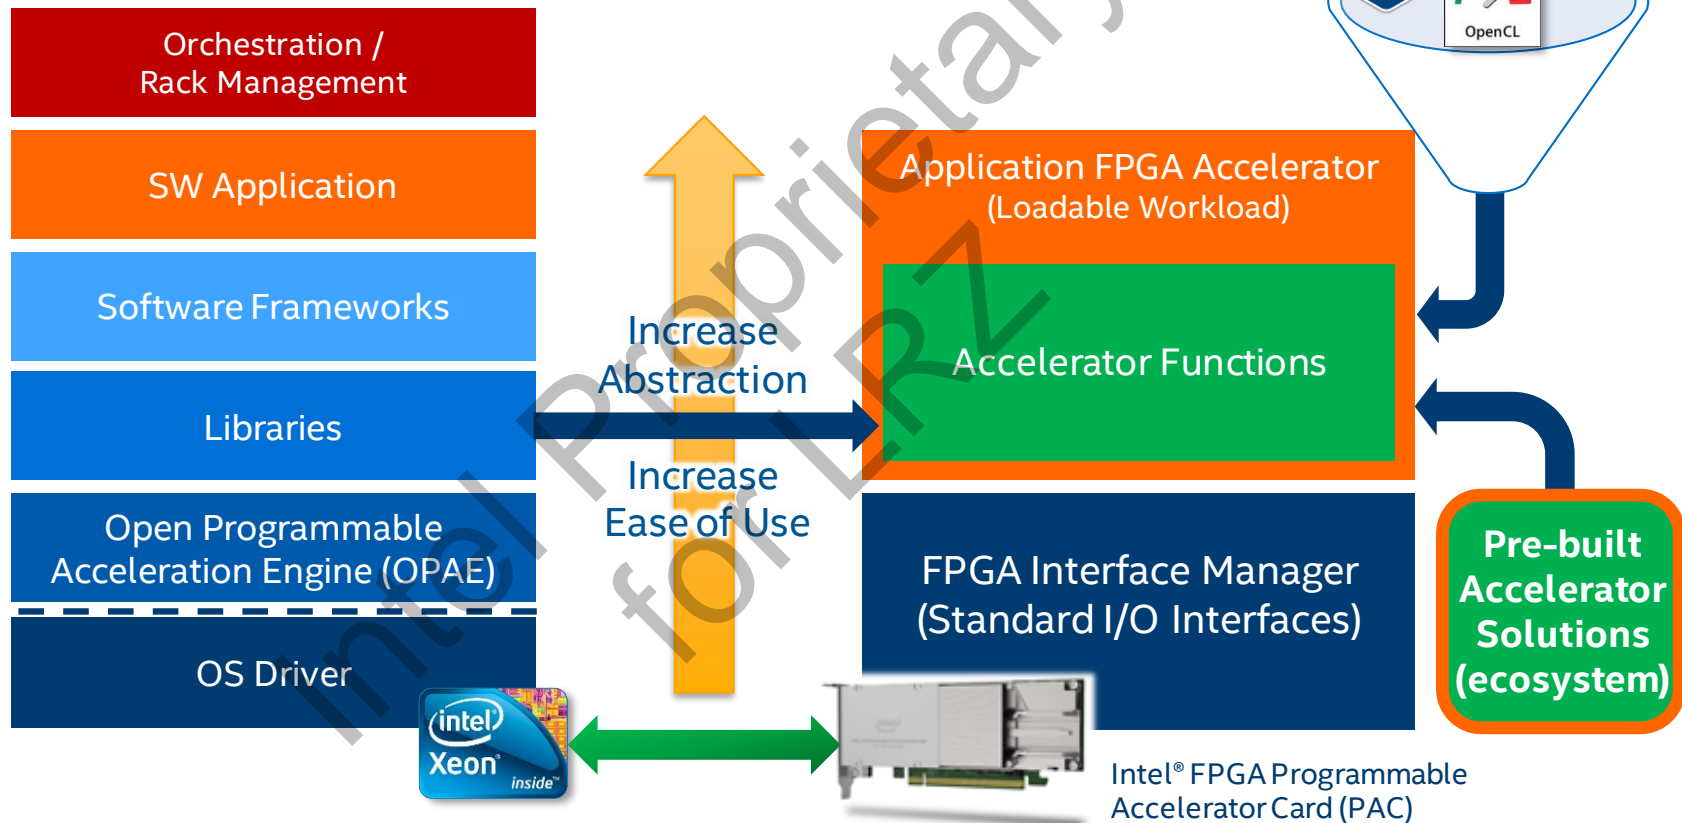 Orchestration /
Rack Management
SW Application
Software Frameworks
Libraries
Open Programmable
Acceleration Engine (OPAE)
OS Driver
intel
Xeon®
inside™
Increase
Abstraction
Increase
Ease of Use
OpenCL
Application FPGA Accelerator
(Loadable Workload)
Accelerator Functions
FPGA Interface Manager
(Standard I/O Interfaces)
Pre-built
Accelerator
Solutions
(ecosystem)
Intel® FPGA Programmable
Accelerator Card (PAC)
Intel Proprietary
for LRZ